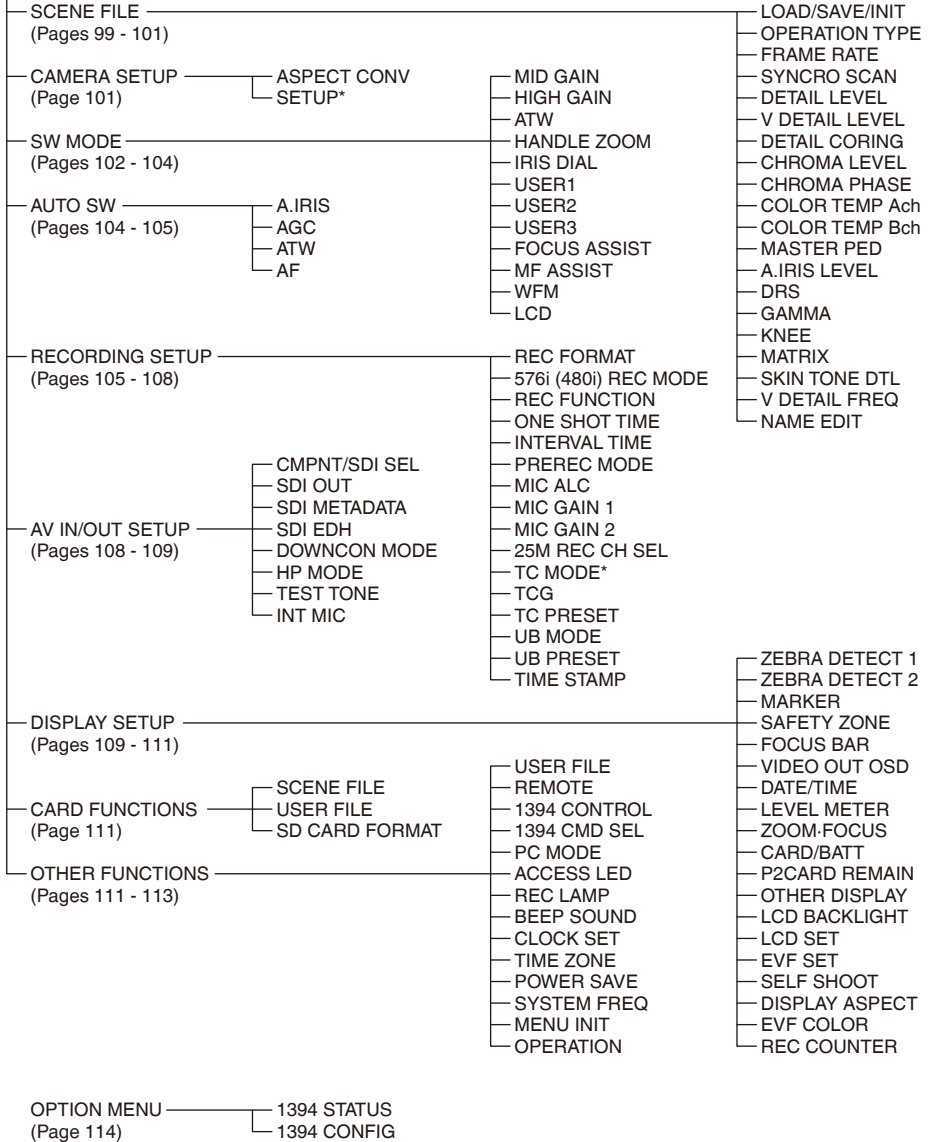 SCENE FILE
(Pages 99 - 101)
LOAD/SAVE/INIT
OPERATION TYPE
FRAME RATE
SYNCRO SCAN
DETAIL LEVEL
V DETAIL LEVEL
DETAIL CORING
CHROMA LEVEL
CHROMA PHASE
COLOR TEMP Ach
COLOR TEMP Bch
MASTER PED
A.IRIS LEVEL
DRS
GAMMA
KNEE
MATRIX
SKIN TONE DTL
V DETAIL FREQ
NAME EDIT
CAMERA SETUP
(Page 101)
ASPECT CONV
SETUP*
SW MODE
(Pages 102 - 104)
MID GAIN
HIGH GAIN
ATW
HANDLE ZOOM
IRIS DIAL
USER1
USER2
USER3
FOCUS ASSIST
MF ASSIST
WFM
LCD
AUTO SW
(Pages 104 - 105)
A.IRIS
AGC
ATW
AF
RECORDING SETUP
(Pages 105 - 108)
REC FORMAT
576i (480i) REC MODE
REC FUNCTION
ONE SHOT TIME
INTERVAL TIME
PREREC MODE
MIC ALC
MIC GAIN 1
MIC GAIN 2
25M REC CH SEL
TC MODE*
TCG
TC PRESET
UB MODE
UB PRESET
TIME STAMP
AV IN/OUT SETUP
(Pages 108 - 109)
CMPNT/SDI SEL
SDI OUT
SDI METADATA
SDI EDH
DOWNCON MODE
HP MODE
TEST TONE
INT MIC
DISPLAY SETUP
(Pages 109 - 111)
ZEBRA DETECT 1
ZEBRA DETECT 2
MARKER
SAFETY ZONE
FOCUS BAR
VIDEO OUT OSD
DATE/TIME
LEVEL METER
ZOOM·FOCUS
CARD/BATT
P2CARD REMAIN
OTHER DISPLAY
LCD BACKLIGHT
LCD SET
EVF SET
SELF SHOOT
DISPLAY ASPECT
EVF COLOR
REC COUNTER
CARD FUNCTIONS
(Page 111)
SCENE FILE
USER FILE
SD CARD FORMAT
OTHER FUNCTIONS
(Pages 111 - 113)
USER FILE
REMOTE
1394 CONTROL
1394 CMD SEL
PC MODE
ACCESS LED
REC LAMP
BEEP SOUND
CLOCK SET
TIME ZONE
POWER SAVE
SYSTEM FREQ
MENU INIT
OPERATION
OPTION MENU
(Page 114)
1394 STATUS
1394 CONFIG